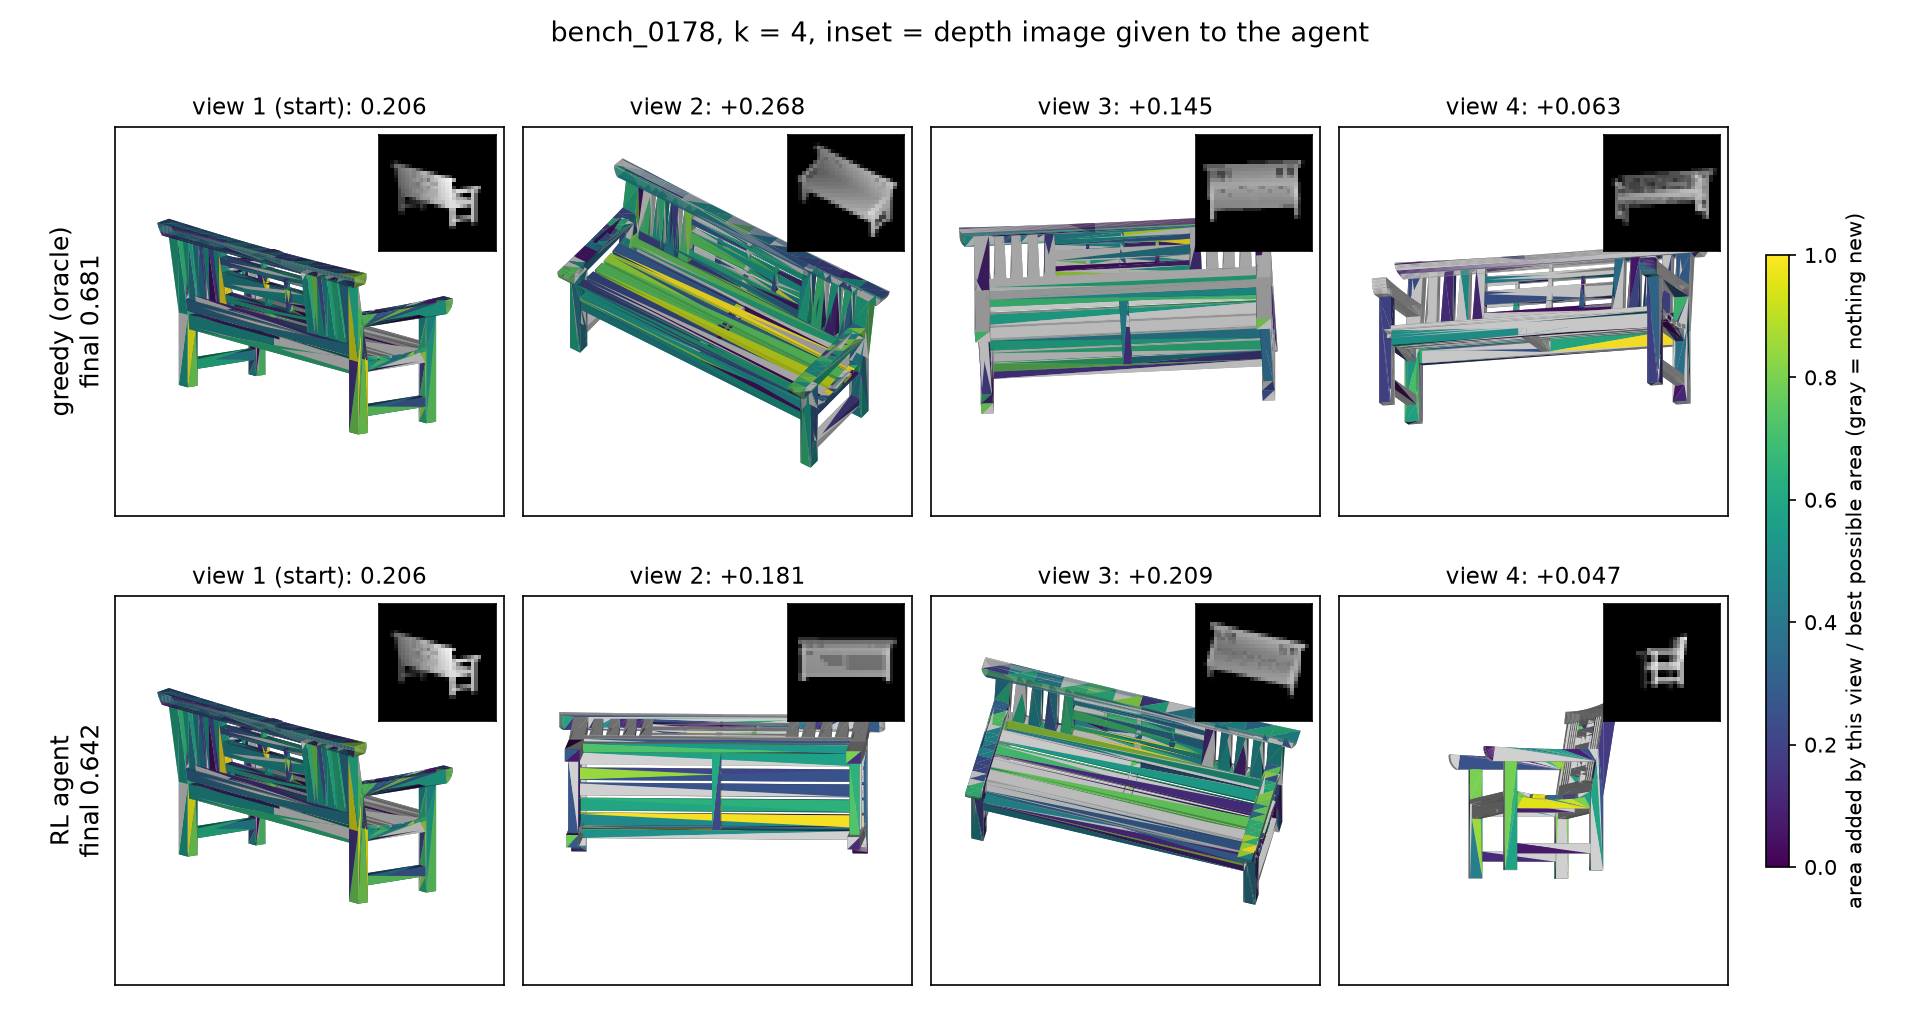 bench_0178, k = 4, inset = depth image given to the agent
greedy (oracle)
final 0.681
view 1 (start): 0.206
view 2: +0.268
view 3: +0.145
view 4: +0.063
RL agent
final 0.642
view 1 (start): 0.206
view 2: +0.181
view 3: +0.209
view 4: +0.047
1.0
0.8
0.6
0.4
0.2
0.0
area added by this view / best possible area (gray = nothing new)